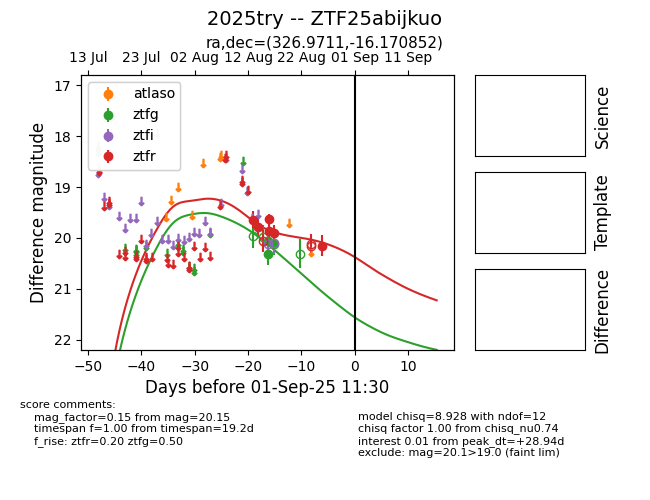 2025try -- ZTF25abijkuo
ra,dec=(326.9711,-16.170852)
13 Jul 23 Jul 02 Aug 12 Aug 22 Aug 01 Sep 11 Sep
atlaso
ztfg
ztfi
ztfr
17
18
19
20
21
22
Difference magnitude
−50 −40 −30 −20 −10 0 10
Days before 01-Sep-25 11:30
Science
Template
Difference
score comments:
mag_factor=0.15 from mag=20.15
timespan f=1.00 from timespan=19.2d
f_rise: ztfr=0.20 ztfg=0.50
model chisq=8.928 with ndof=12
chisq factor 1.00 from chisq_nu0.74
interest 0.01 from peak_dt=+28.94d
exclude: mag=20.1>19.0 (faint lim)